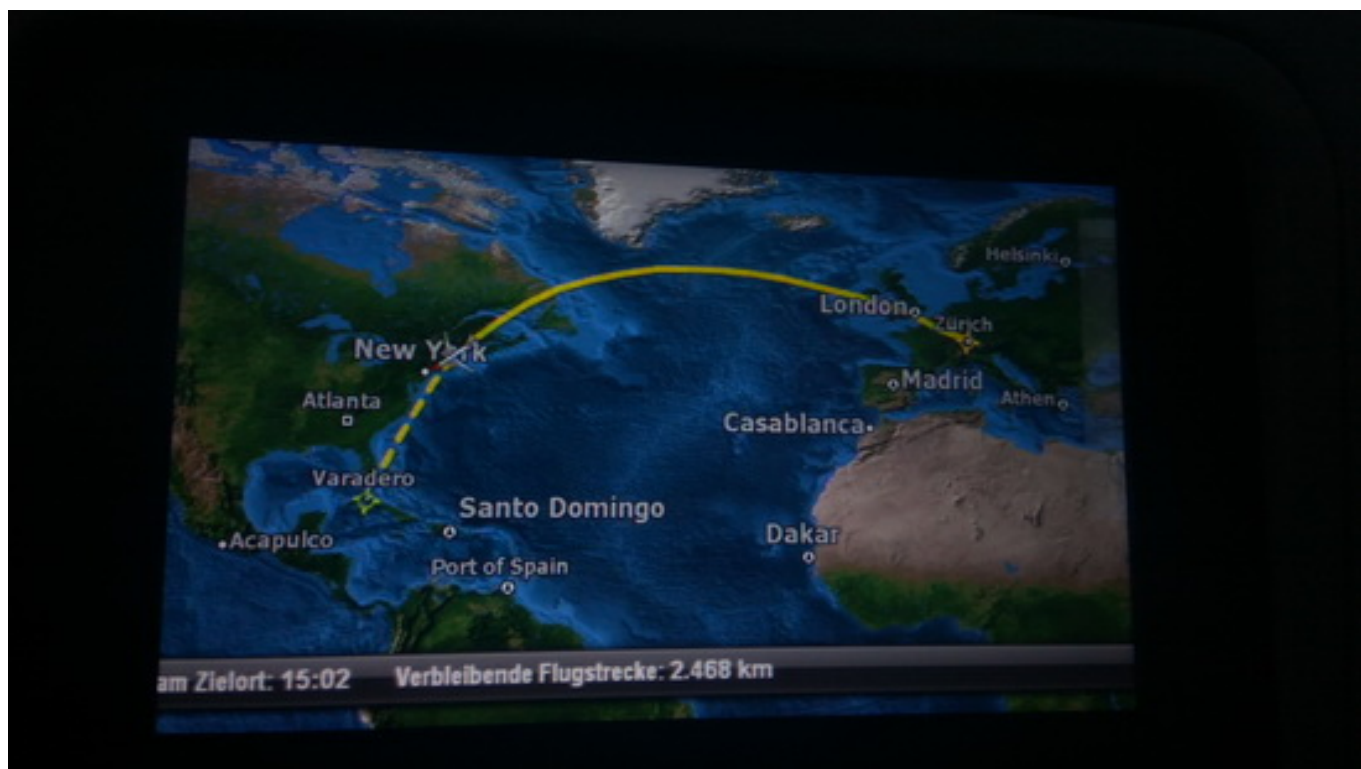 Helsinki
London
Zürich
New York
Madrid
Atlanta
Athen
Casablanca
Varadero
Santo Domingo
Dakar
Acapulco
Port of Spain
am Zielort: 15:02 Verbleibende Flugstrecke: 2.468 km